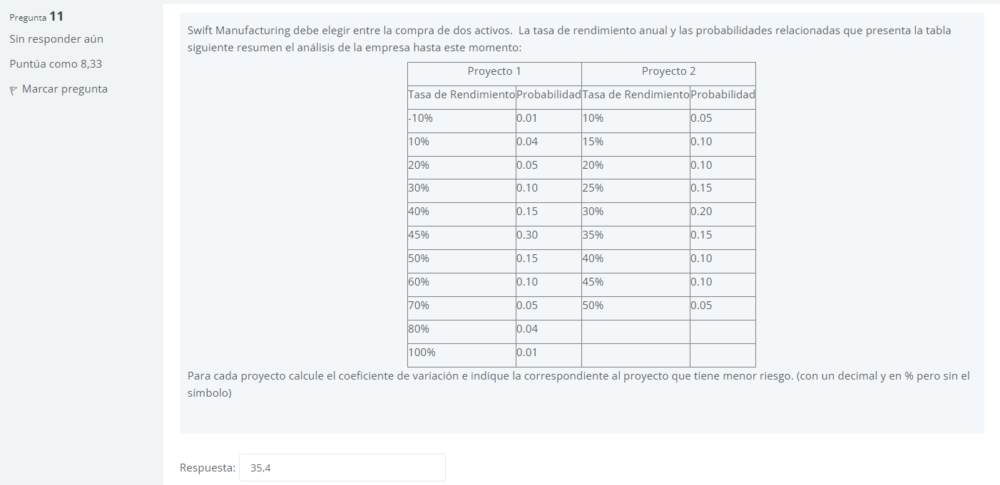 Pregunta 11
Sin responder aún
Puntúa como 8,33
Marcar pregunta
Swift Manufacturing debe elegir entre la compra de dos activos. La tasa de rendimiento anual y las probabilidades relacionadas que presenta la tabla
siguiente resumen el análisis de la empresa hasta este momento:
Proyecto 1 Proyecto 2
Tasa de Rendimiento Probabilidad Tasa de Rendimiento Probabilidad
-10% 0.01 10% 0.05
10% 0.04 15% 0.10
20% 0.05 20% 0.10
30% 0.10 25% 0.15
40% 0.15 30% 0.20
45% 0.30 35% 0.15
50% 0.15 40% 0.10
60% 0.10 45% 0.10
70% 0.05 50% 0.05
80% 0.04
100% 0.01
Para cada proyecto calcule el coeficiente de variación e indique la correspondiente al proyecto que tiene menor riesgo. (con un decimal y en % pero sin el
símbolo)
Respuesta: 35,4